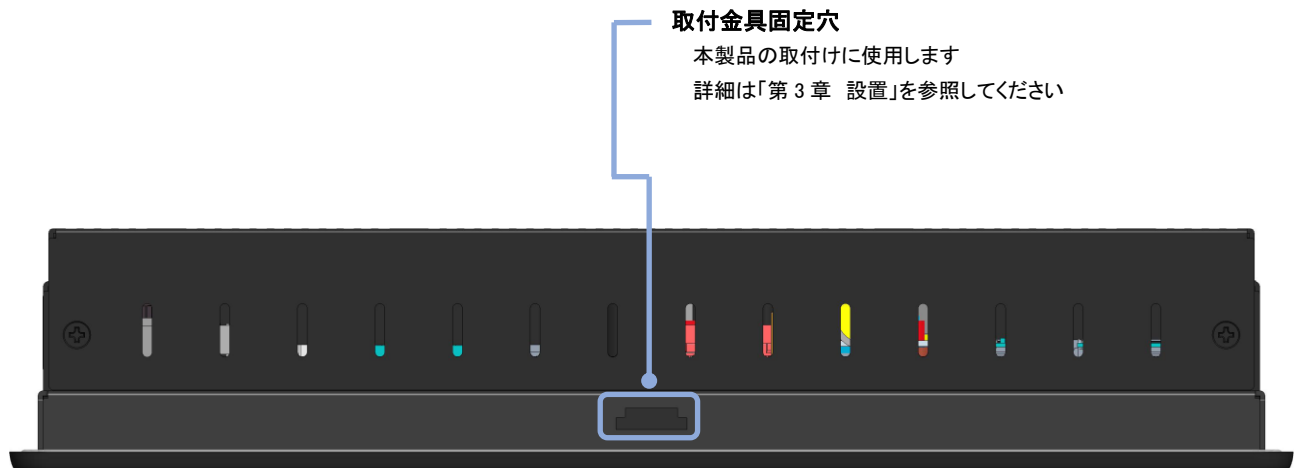 取付金具固定穴
本製品の取付けに使用します
詳細は「第 3 章　設置」を参照してください